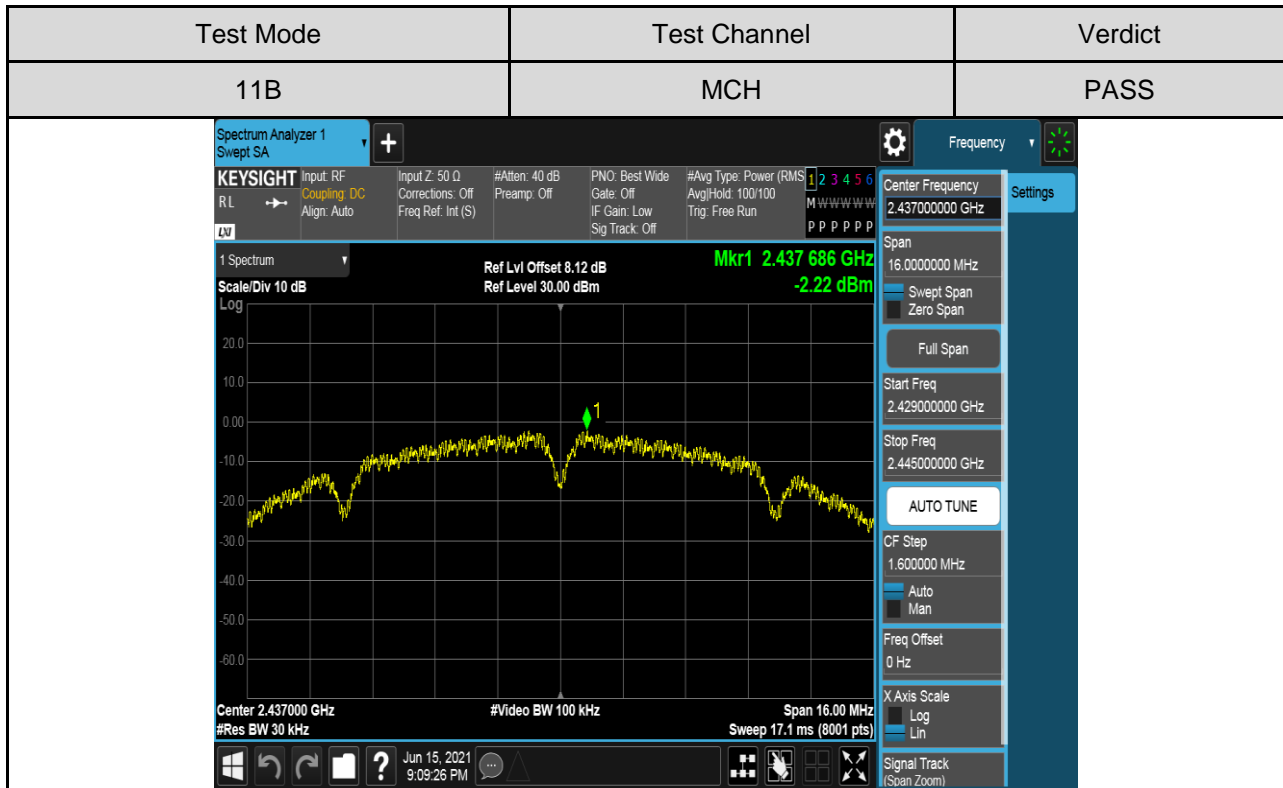 Test Mode Test Channel Verdict
11B MCH PASS
Spectrum Analyzer 1
Swept SA
+
Frequency
KEYSIGHT
RL
LXI
Input: RF
Coupling: DC
Align: Auto
Input Z: 50 Ω
Corrections: Off
Freq Ref: Int (S)
#Atten: 40 dB
Preamp: Off
PNO: Best Wide
Gate: Off
IF Gain: Low
Sig Track: Off
#Avg Type: Power (RMS
Avg|Hold: 100/100
Trig: Free Run
1 2 3 4 5 6
M W W W W W
P P P P P P
1 Spectrum
Scale/Div 10 dB
Log
Ref Lvl Offset 8.12 dB
Ref Level 30.00 dBm
Mkr1 2.437 686 GHz
-2.22 dBm
20.0
10.0
0.00
-10.0
-20.0
-30.0
-40.0
-50.0
-60.0
1
Center 2.437000 GHz
#Res BW 30 kHz
#Video BW 100 kHz
Span 16.00 MHz
Sweep 17.1 ms (8001 pts)
Center Frequency
2.437000000 GHz
Settings
Span
16.0000000 MHz
Swept Span
Zero Span
Full Span
Start Freq
2.429000000 GHz
Stop Freq
2.445000000 GHz
AUTO TUNE
CF Step
1.600000 MHz
Auto
Man
Freq Offset
0 Hz
X Axis Scale
Log
Lin
Signal Track
(Span Zoom)
?
Jun 15, 2021
9:09:26 PM